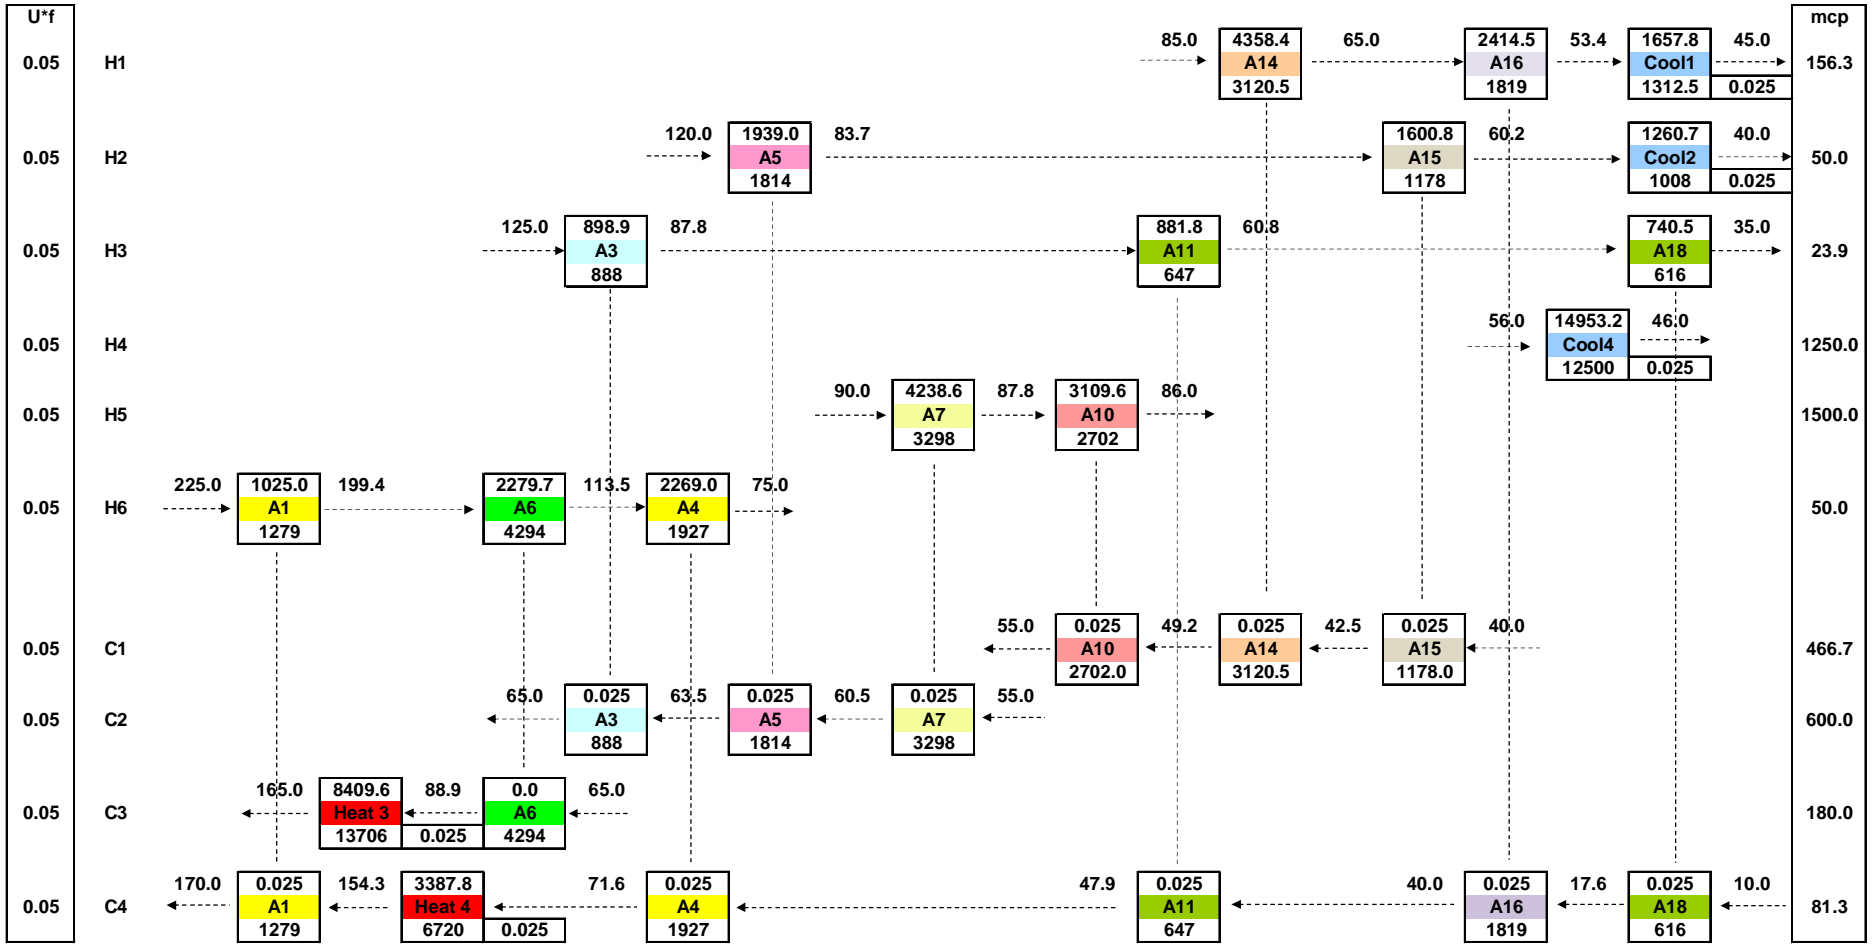 U*f mcp
85.0 4358.4 65.0 2414.5 53.4 1657.8 45.0
0.05 H1 A14 A16 Cool1 156.3
3120.5 1819 1312.5 0.025
120.0 1939.0 83.7 1600.8 60.2 1260.7 40.0
0.05 H2 A5 A15 Cool2 50.0
1814 1178 1008 0.025
125.0 898.9 87.8 881.8 60.8 740.5 35.0
0.05 H3 A3 A11 A18 23.9
888 647 616
56.0 14953.2 46.0
0.05 H4 Cool4 1250.0
12500 0.025
90.0 4238.6 87.8 3109.6 86.0
0.05 H5 A7 A10 1500.0
3298 2702
225.0 1025.0 199.4 2279.7 113.5 2269.0 75.0
0.05 H6 A1 A6 A4 50.0
1279 4294 1927
55.0 0.025 49.2 0.025 42.5 0.025 40.0
0.05 C1 A10 A14 A15 466.7
2702.0 3120.5 1178.0
65.0 0.025 63.5 0.025 60.5 0.025 55.0
0.05 C2 A3 A5 A7 600.0
888 1814 3298
165.0 8409.6 88.9 0.0 65.0
0.05 C3 Heat 3 A6 180.0
13706 0.025 4294
170.0 0.025 154.3 3387.8 71.6 0.025 47.9 0.025 40.0 0.025 17.6 0.025 10.0
0.05 C4 A1 Heat 4 A4 A11 A16 A18 81.3
1279 6720 0.025 1927 647 1819 616